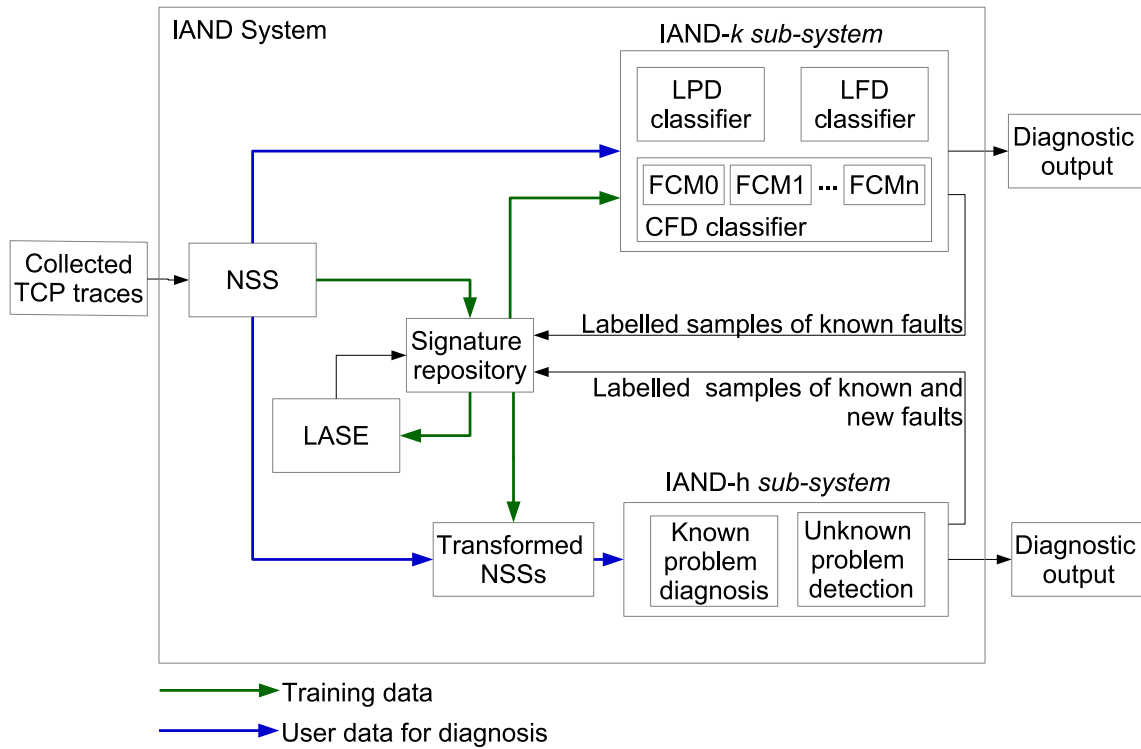 IAND System
IAND-k sub-system
LPD
classifier
LFD
classifier
Diagnostic
output
FCM0
FCM1
...
FCMn
CFD classifier
Collected
TCP traces
NSS
Labelled samples of known faults
Signature
repository
Labelled samples of known and
new faults
LASE
IAND-h sub-system
Transformed
NSSs
Known
problem
diagnosis
Unknown
problem
detection
Diagnostic
output
Training data
User data for diagnosis